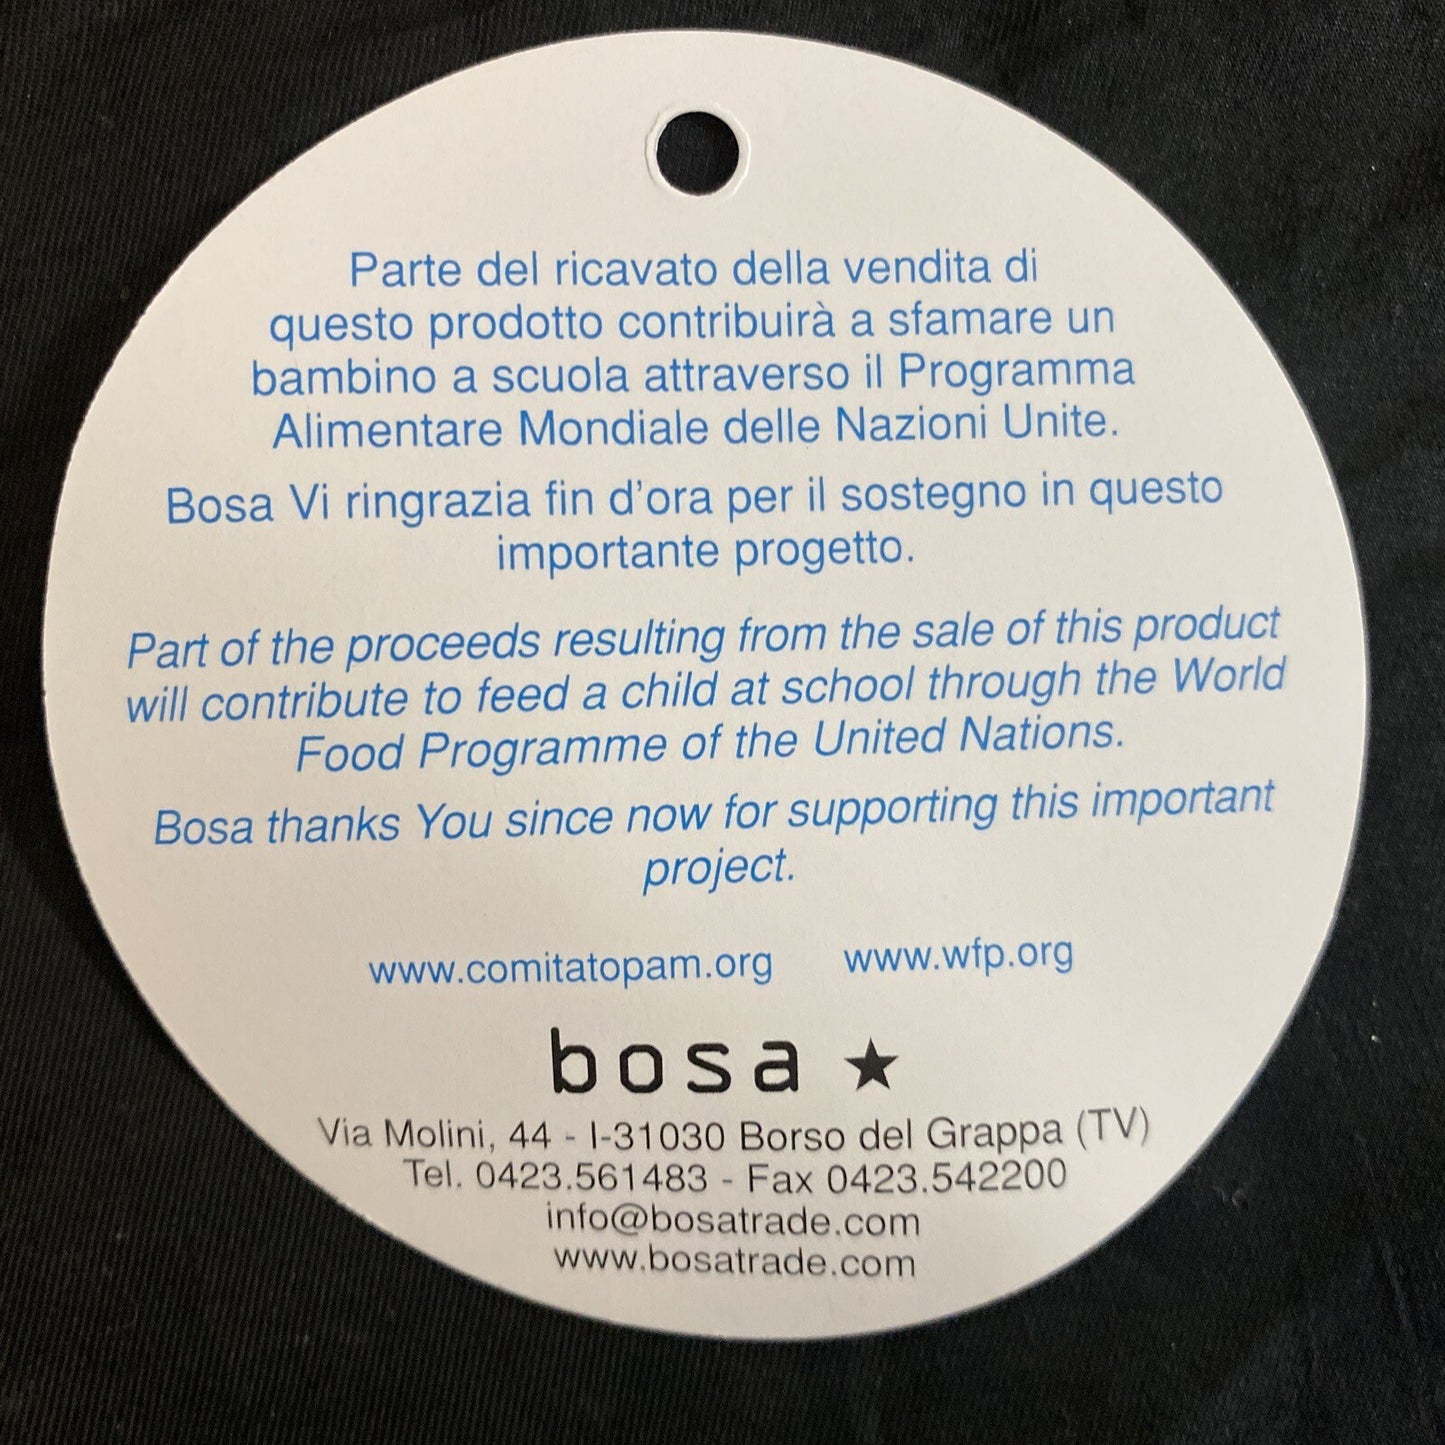 Parte del ricavato della vendita di
questo prodotto contribuirà a sfamare un
bambino a scuola attraverso il Programma
Alimentare Mondiale delle Nazioni Unite.
Bosa Vi ringrazia fin d'ora per il sostegno in questo
importante progetto.
Part of the proceeds resulting from the sale of this product
will contribute to feed a child at school through the World
Food Programme of the United Nations.
Bosa thanks You since now for supporting this important
project.
www.comitatopam.org www.wfp.org
bosa ★
Via Molini, 44 - I-31030 Borso del Grappa (TV)
Tel. 0423.561483 - Fax 0423.542200
info@bosatrade.com
www.bosatrade.com